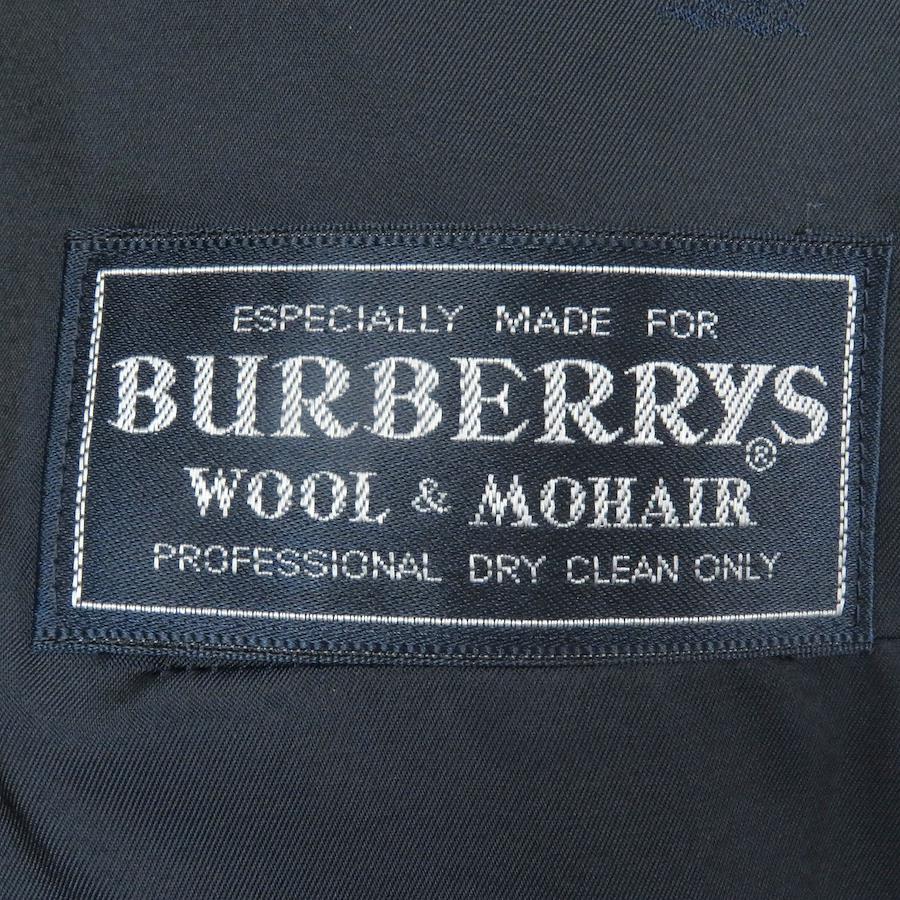 ESPECIALLY MADE FOR
BURBERRYS®
WOOL & MOHAIR
PROFESSIONAL DRY CLEAN ONLY